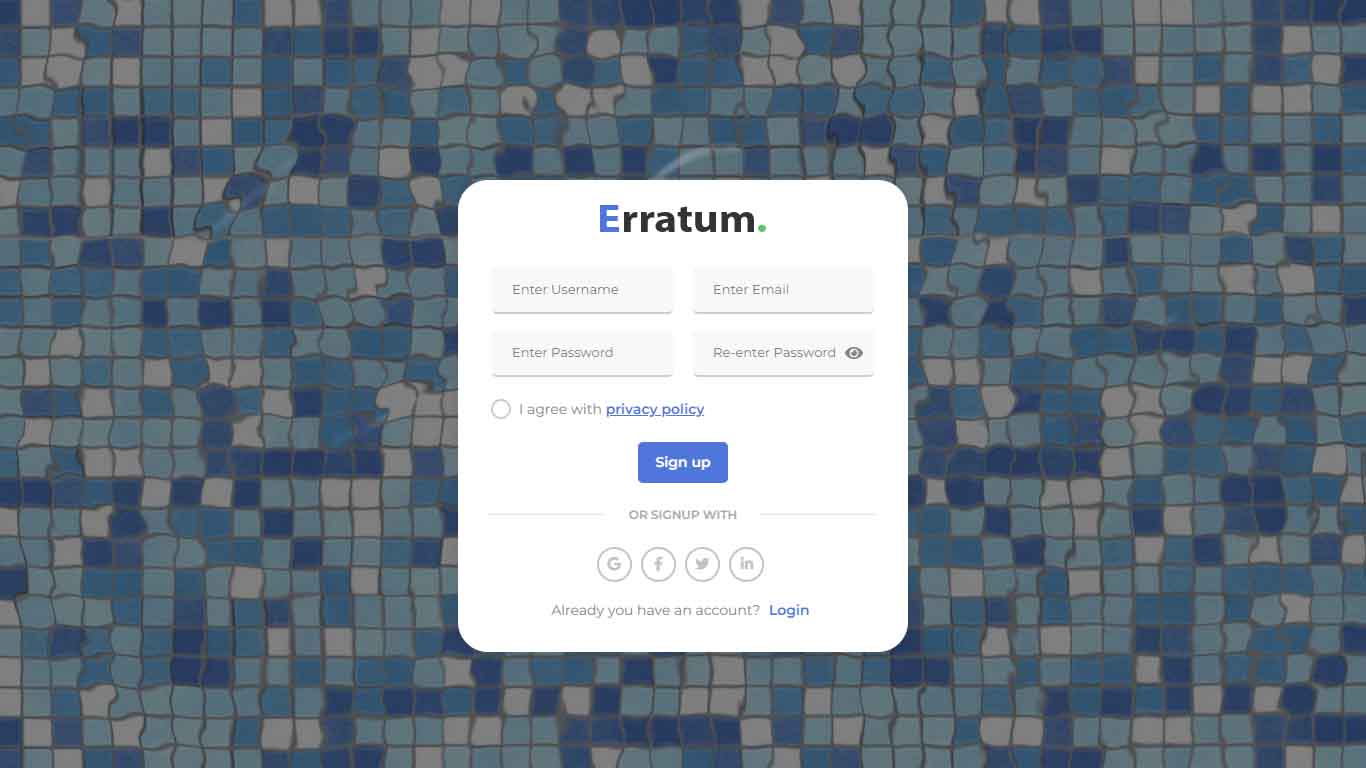 Erratum.
Enter Username
Enter Email
Enter Password
Re-enter Password
I agree with privacy policy
Sign up
OR SIGNUP WITH
Already you have an account? Login